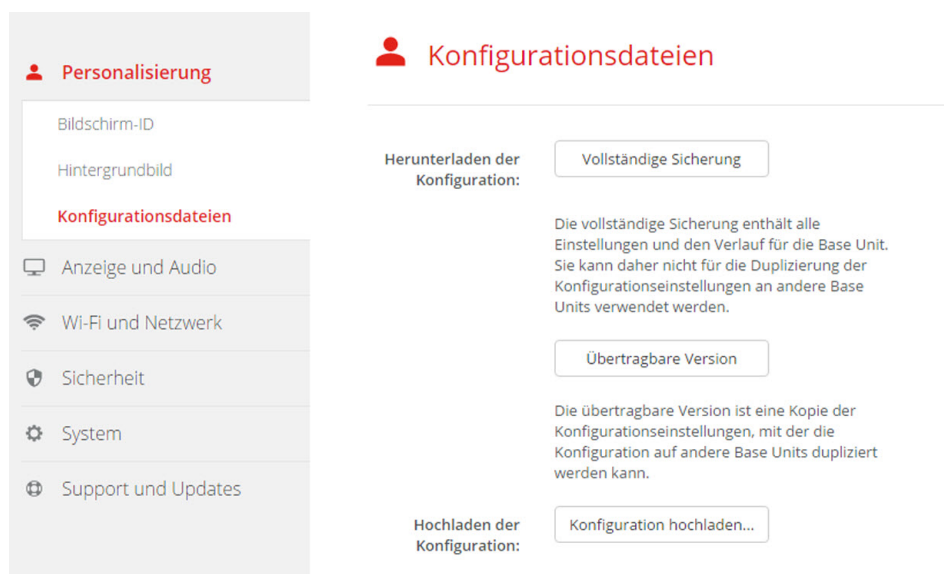 Personalisierung
Bildschirm-ID
Hintergrundbild
Konfigurationsdateien
Anzeige und Audio
Wi-Fi und Netzwerk
Sicherheit
System
Support und Updates
Konfigurationsdateien
Herunterladen der
Konfiguration:
Vollständige Sicherung
Die vollständige Sicherung enthält alle
Einstellungen und den Verlauf für die Base Unit.
Sie kann daher nicht für die Duplizierung der
Konfigurationseinstellungen an andere Base
Units verwendet werden.
Übertragbare Version
Die übertragbare Version ist eine Kopie der
Konfigurationseinstellungen, mit der die
Konfiguration auf andere Base Units dupliziert
werden kann.
Hochladen der
Konfiguration:
Konfiguration hochladen...